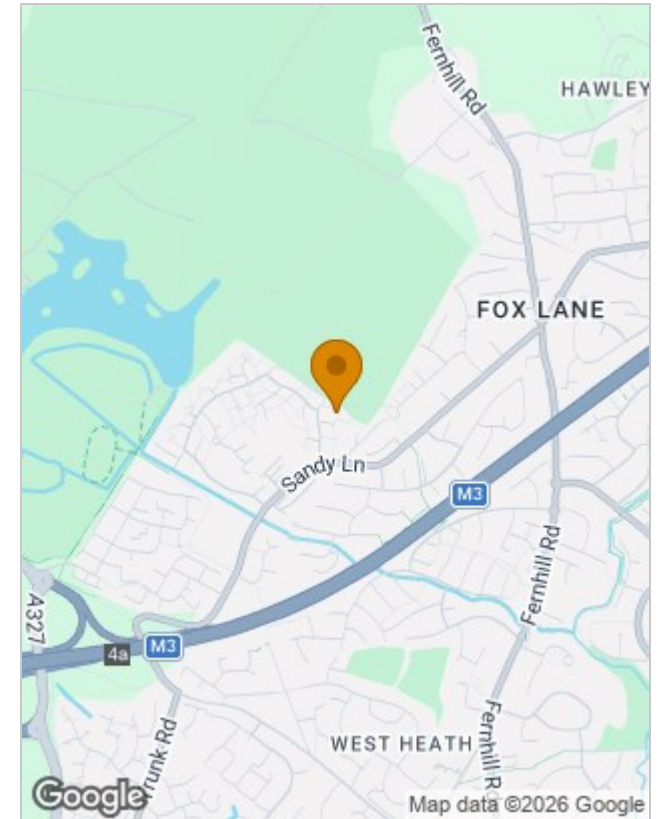 Fernhill Rd
HAWLEY
FOX LANE
Sandy Ln
M3
Fernhill Rd
A327
4a
M3
WEST HEATH
Trunk Rd
Fernhill Rd
Google
Map data ©2026 Google